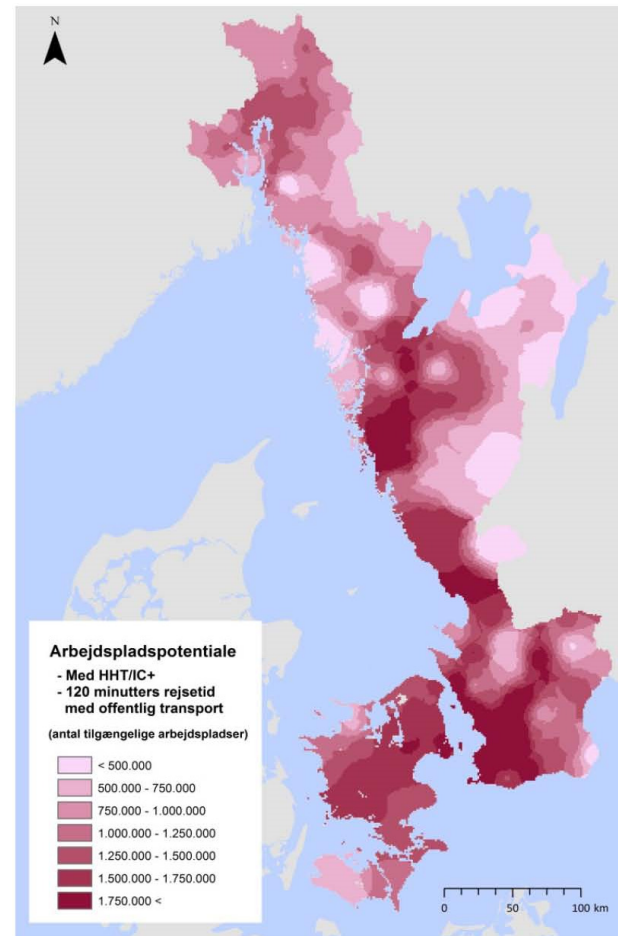 N
Arbejdspladspotentiale
- Med HHT/IC+
- 120 minutters rejsetid
med offentlig transport
(antal tilgængelige arbejdspladser)
< 500.000
500.000 - 750.000
750.000 - 1.000.000
1.000.000 - 1.250.000
1.250.000 - 1.500.000
1.500.000 - 1.750.000
1.750.000 <
0 50 100 km